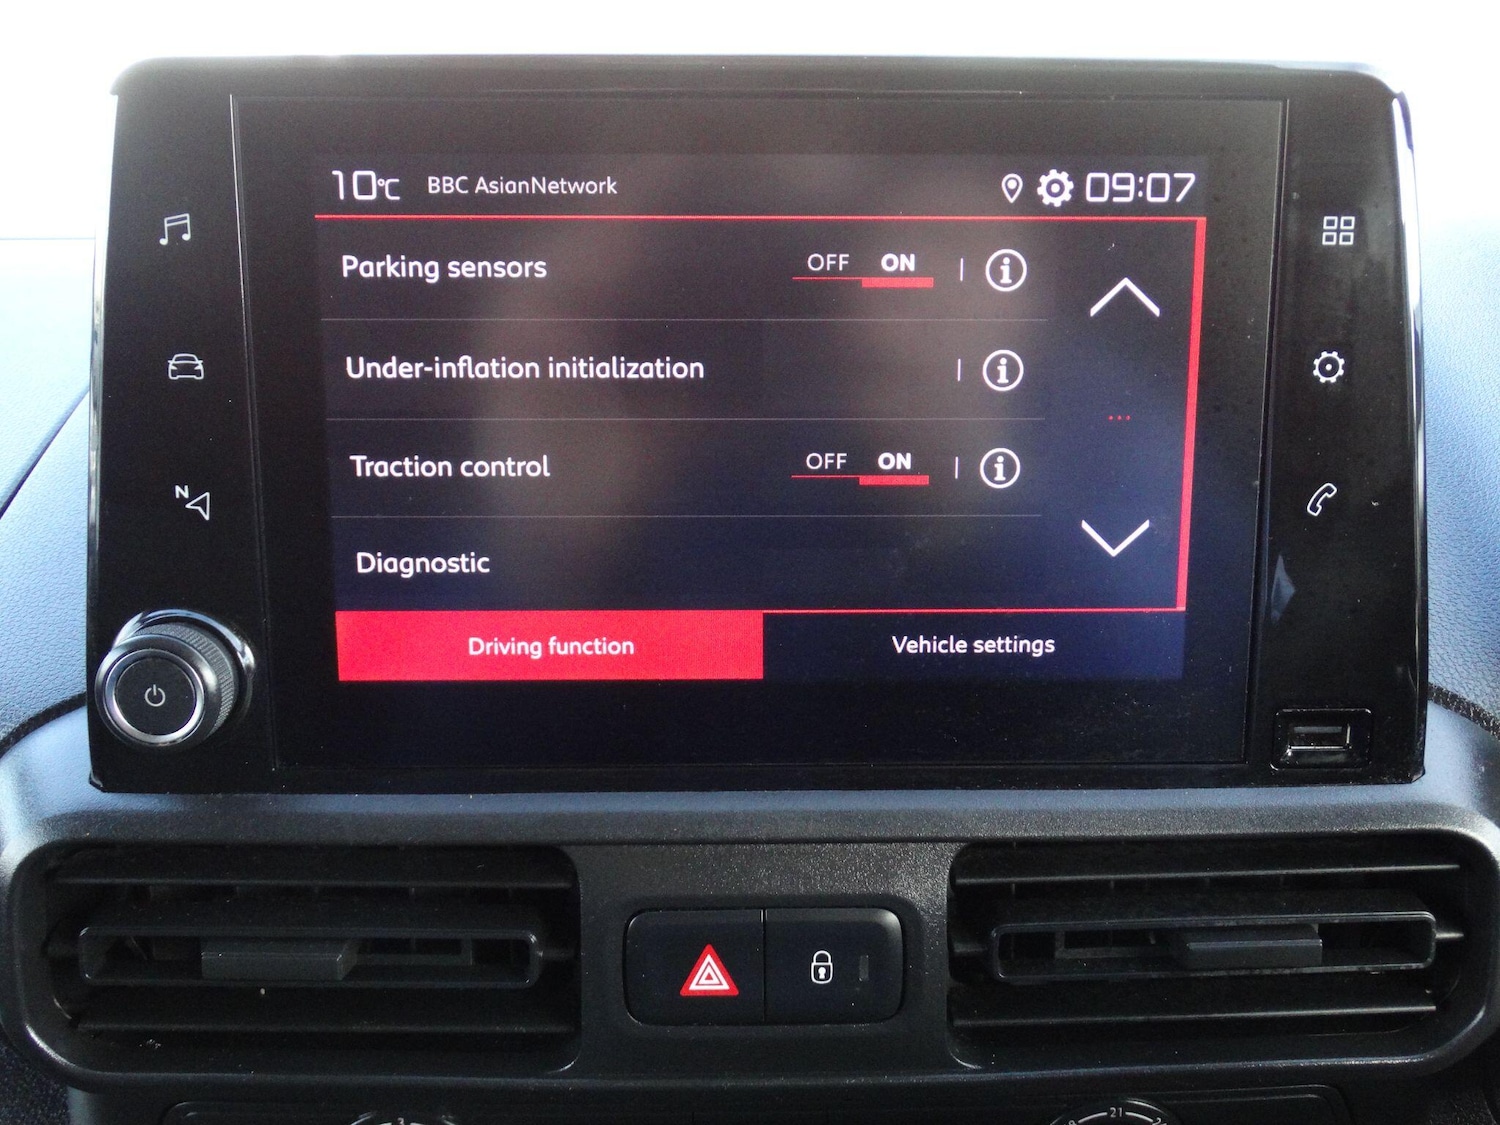 10°C BBC AsianNetwork 09:07
Parking sensors OFF ON i
Under-inflation initialization i
Traction control OFF ON i
Diagnostic
Driving function Vehicle settings
N
21